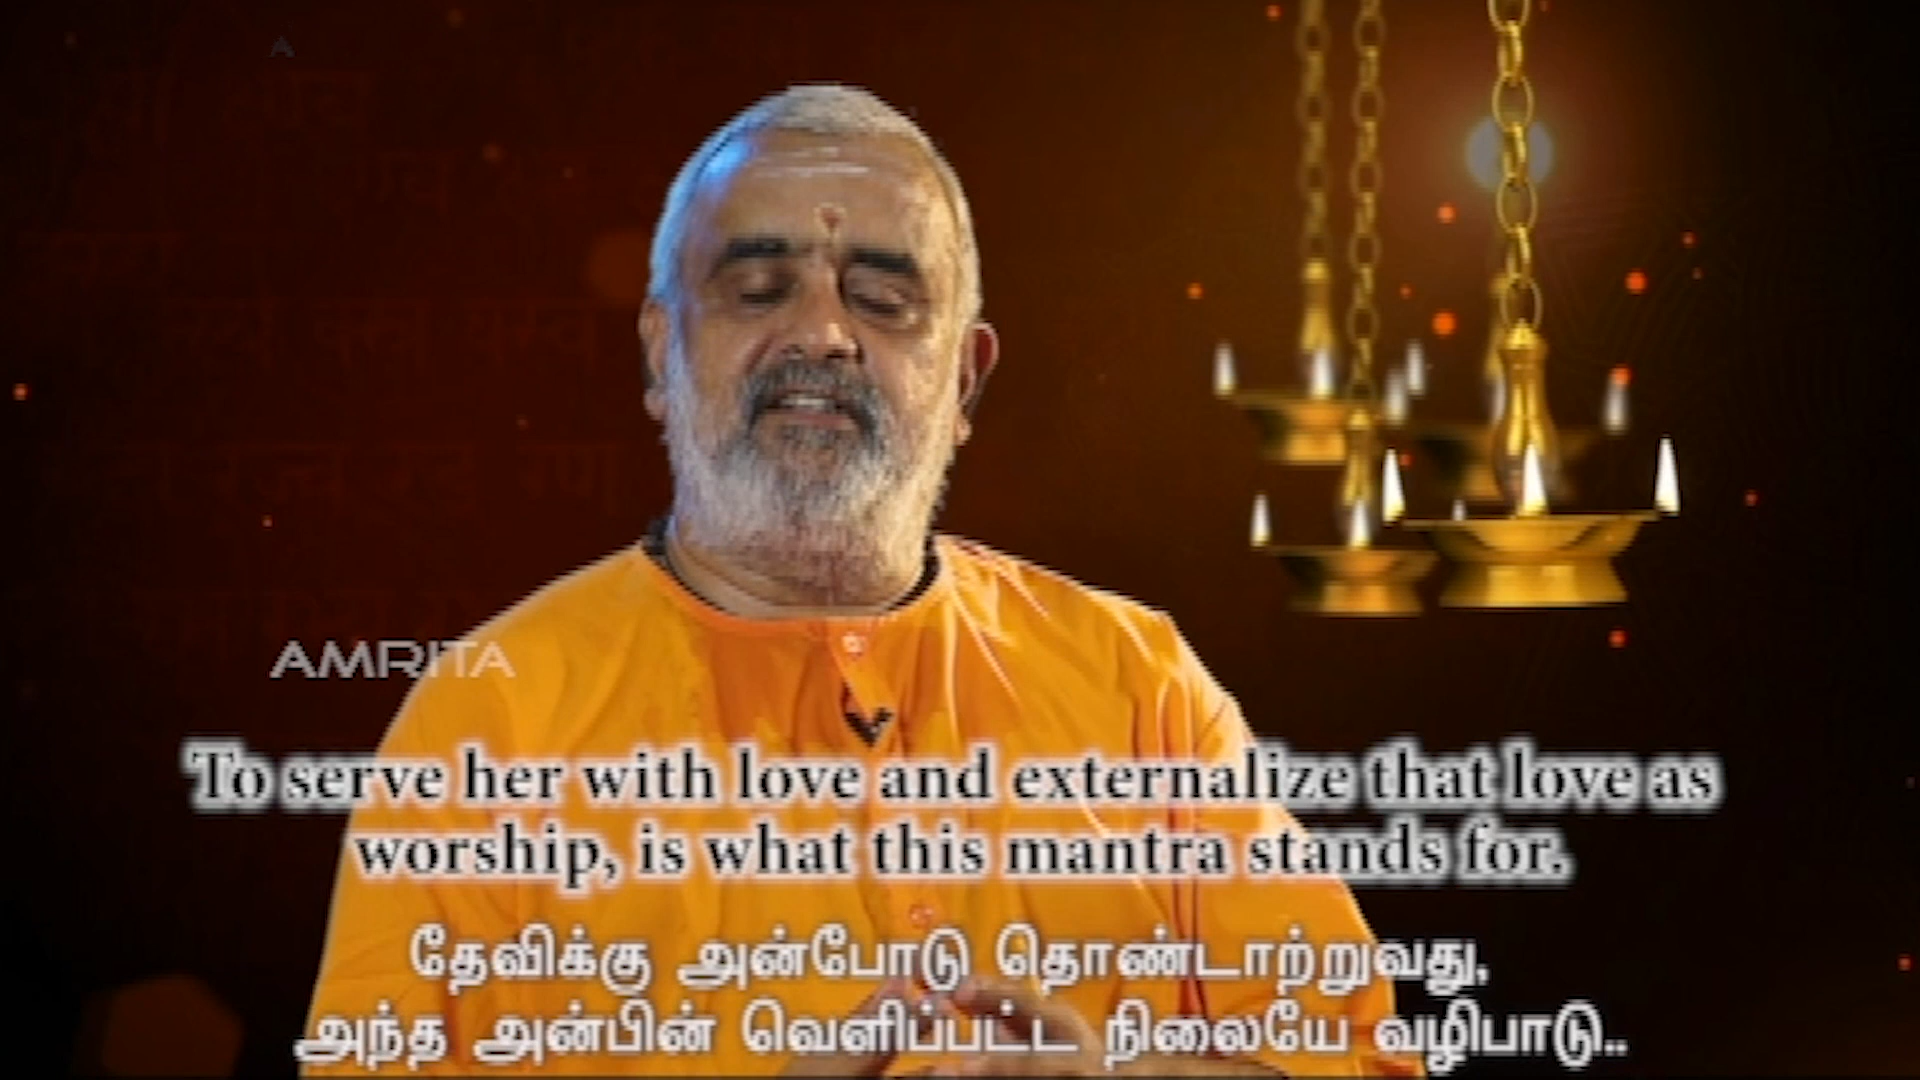 AMRITA
To serve her with love and externalize that love as
worship, is what this mantra stands for.
தேவிக்கு அன்போடு தொண்டாற்றுவது,
அந்த அன்பின் வெளிப்பட்ட நிலையே வழிபாடு..